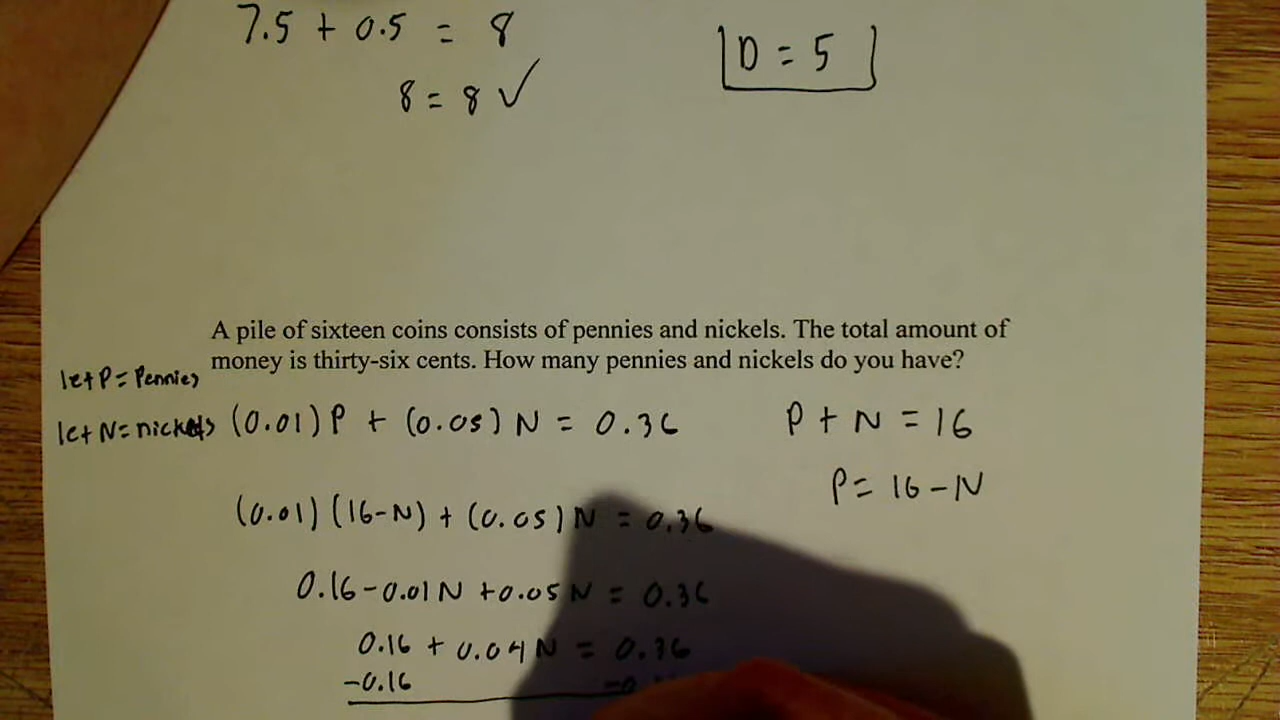 7.5 + 0.5 = 8
8 = 8 ✓
D = 5
A pile of sixteen coins consists of pennies and nickels. The total amount of
money is thirty-six cents. How many pennies and nickels do you have?
let P = Pennies
let N = nickels
(0.01) P + (0.05) N = 0.36
P + N = 16
P = 16 - N
(0.01) (16-N) + (0.05) N = 0.36
0.16 - 0.01N + 0.05N = 0.36
0.16 + 0.04N = 0.36
-0.16